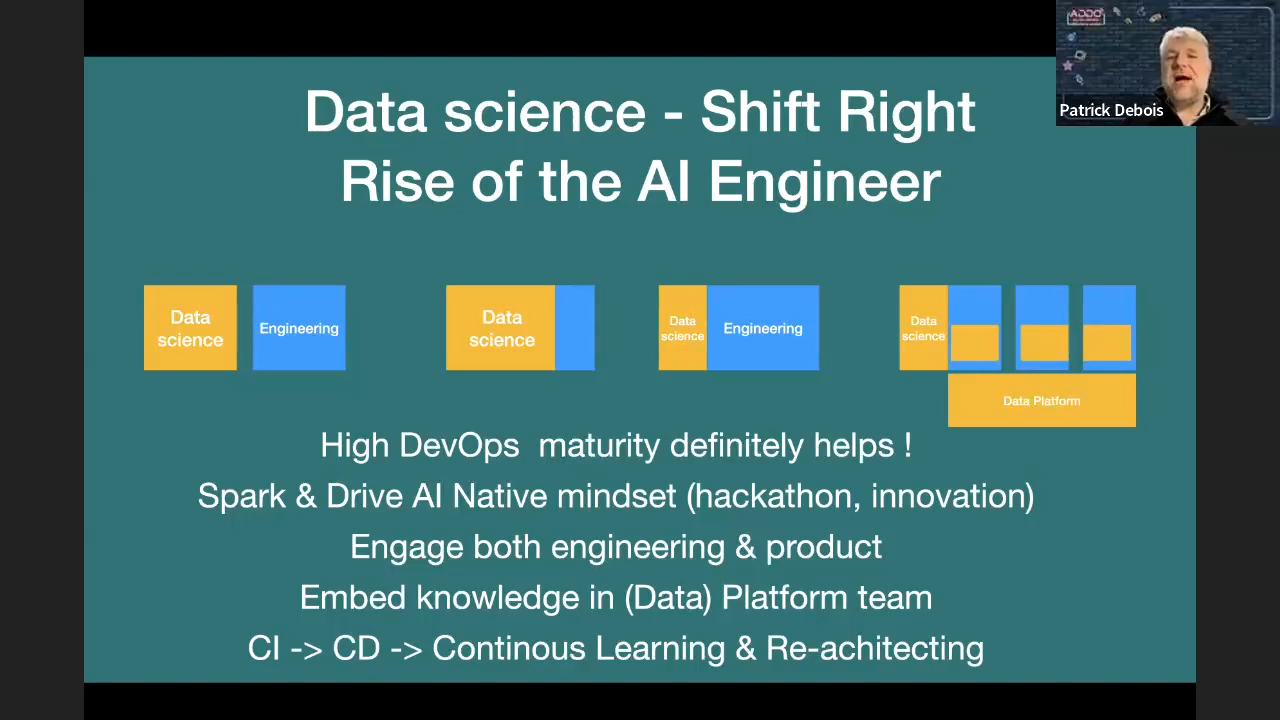 ADDO
Patrick Debois
Data science - Shift Right
Rise of the AI Engineer
Data
science
Engineering
Data
science
Data
science
Engineering
Data
science
Data Platform
High DevOps maturity definitely helps !
Spark & Drive AI Native mindset (hackathon, innovation)
Engage both engineering & product
Embed knowledge in (Data) Platform team
CI -> CD -> Continous Learning & Re-achitecting